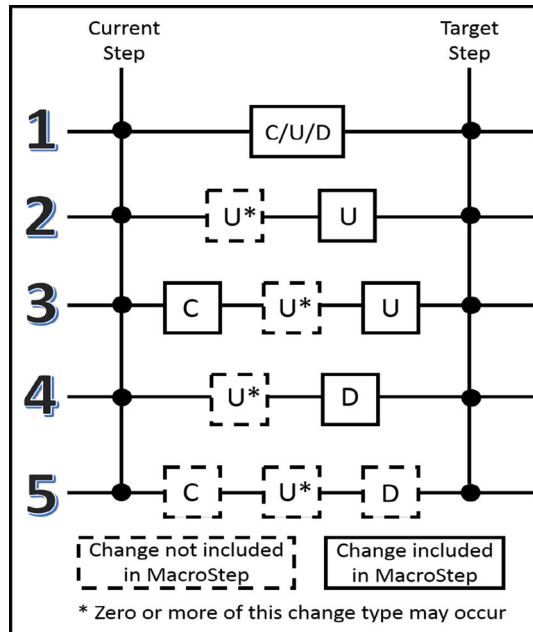 Current Target
Step Step
1 C/U/D
2 U* U
3 C U* U
4 U* D
5 C U* D
Change not included Change included
in MacroStep in MacroStep
* Zero or more of this change type may occur